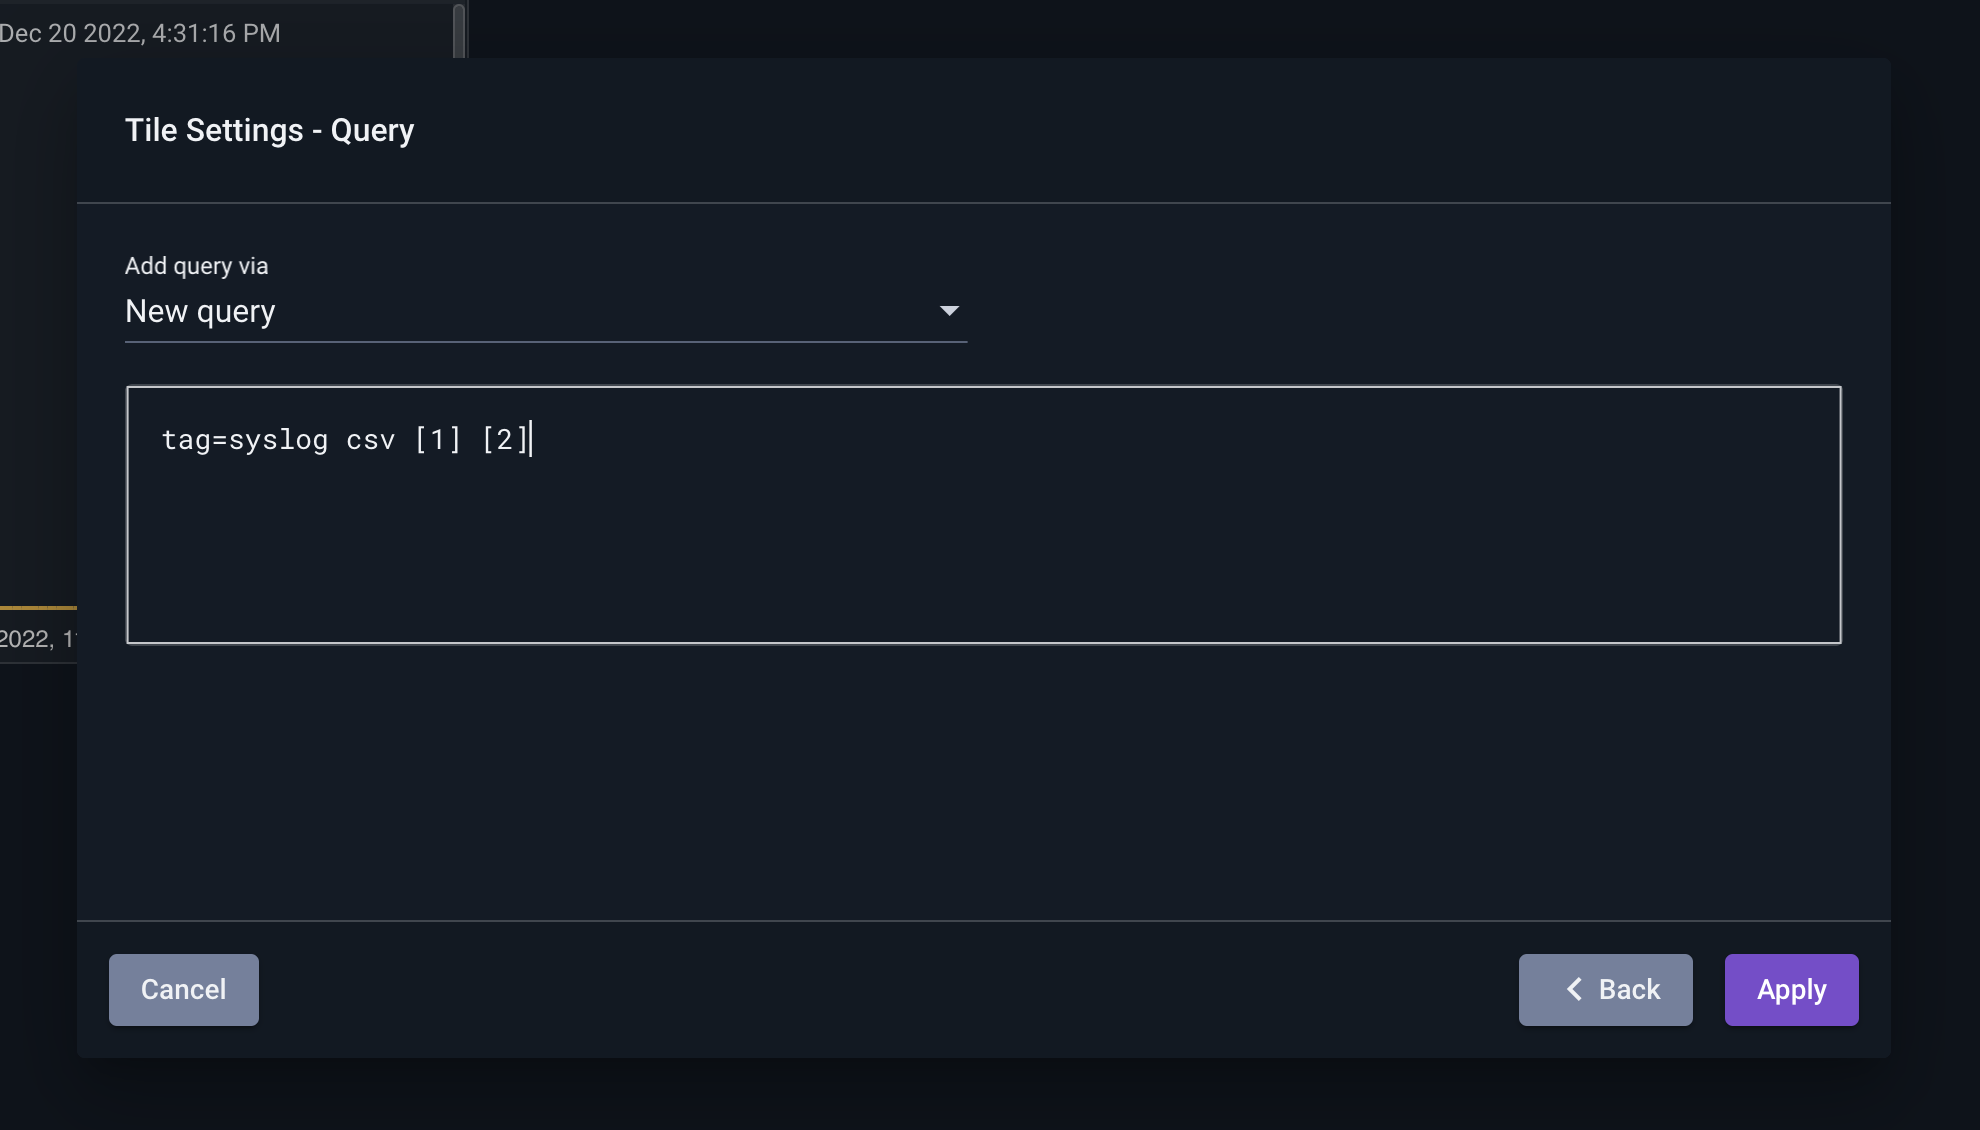 Dec 20 2022, 4:31:16 PM
Tile Settings - Query
Add query via
New query
tag=syslog csv [1] [2]
2022, 1
Cancel
Back
Apply